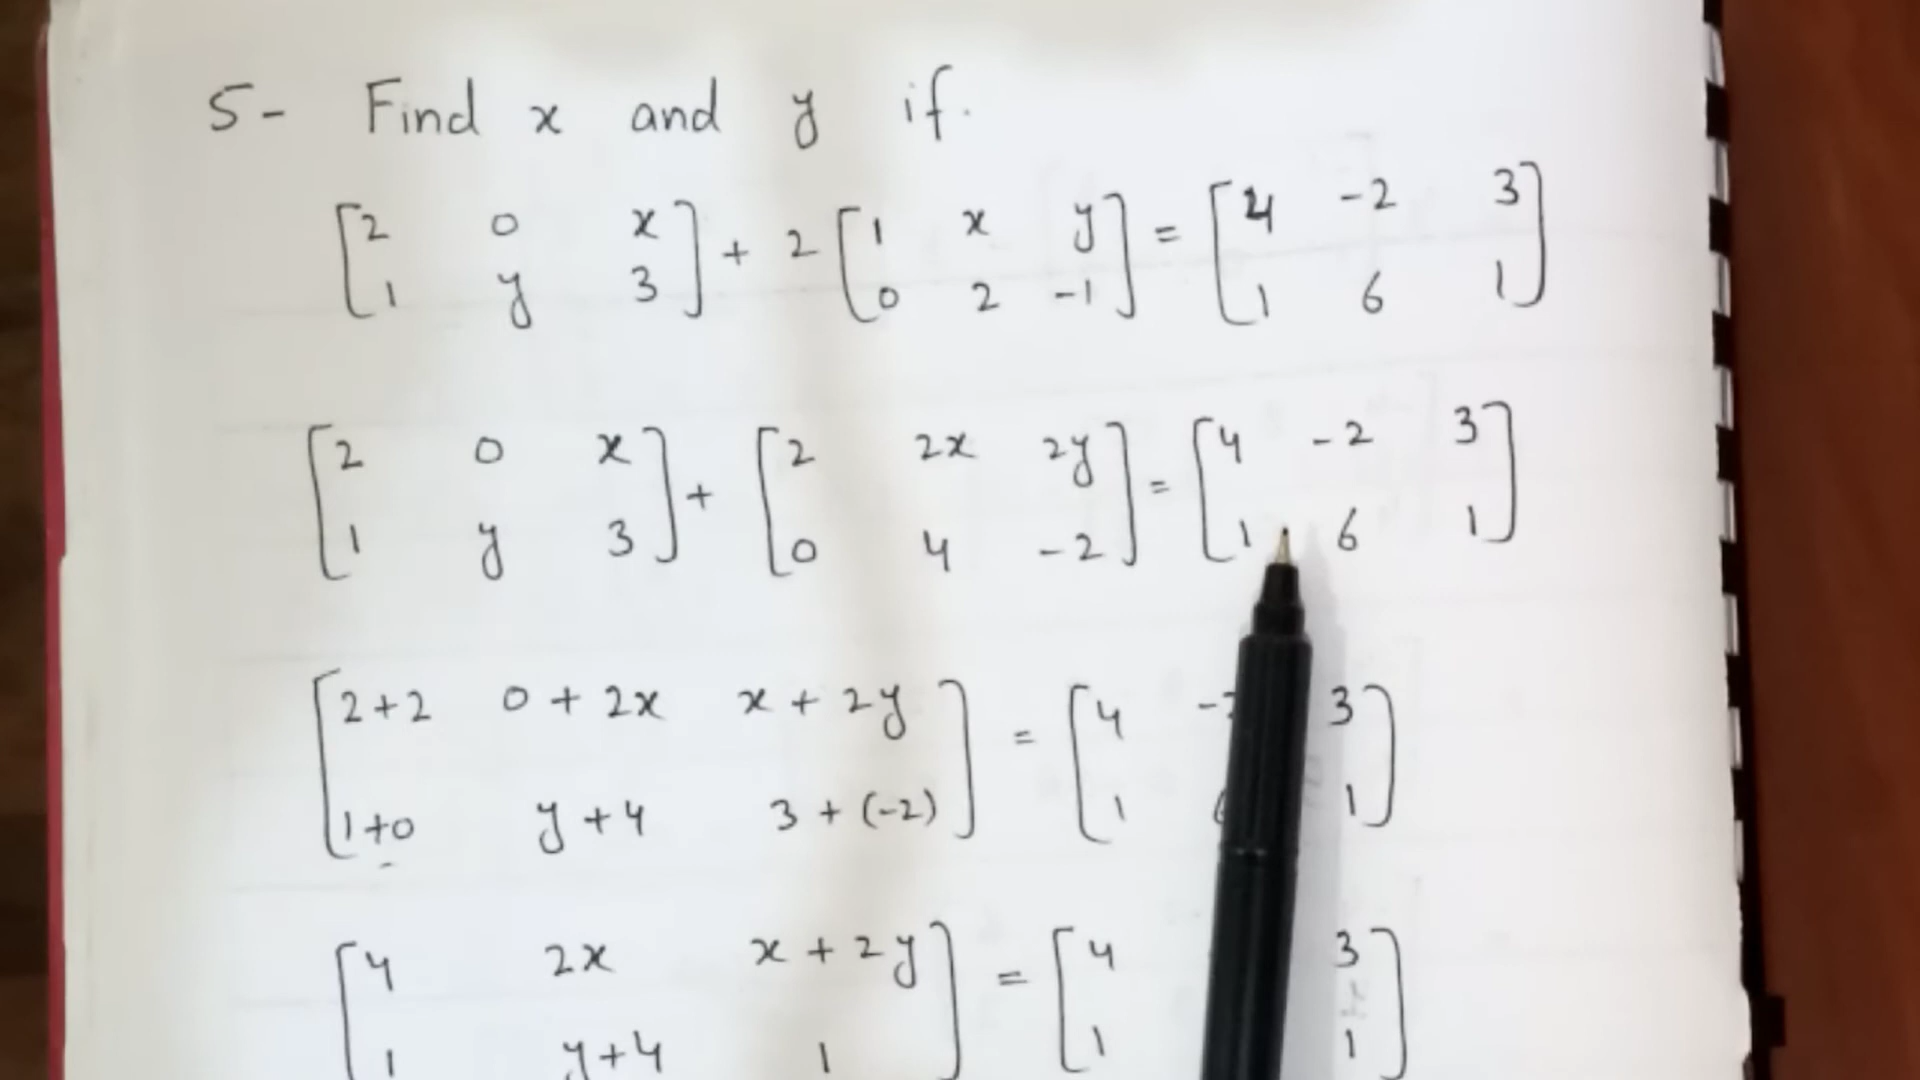 5- Find x and y if.
[2 0 x] + 2 [1 x y] = [4 -2 3]
[1 y 3] [0 2 -1] [1 6 1]
[2 0 x] + [2 2x 2y] = [4 -2 3]
[1 y 3] [0 4 -2] [1 6 1]
[2+2 0+2x x+2y] = [4 3]
[1+0 y+4 3+(-2)] [1 1]
[4 2x x+2y] = [4 3]
[1 y+4 1] [1 1]